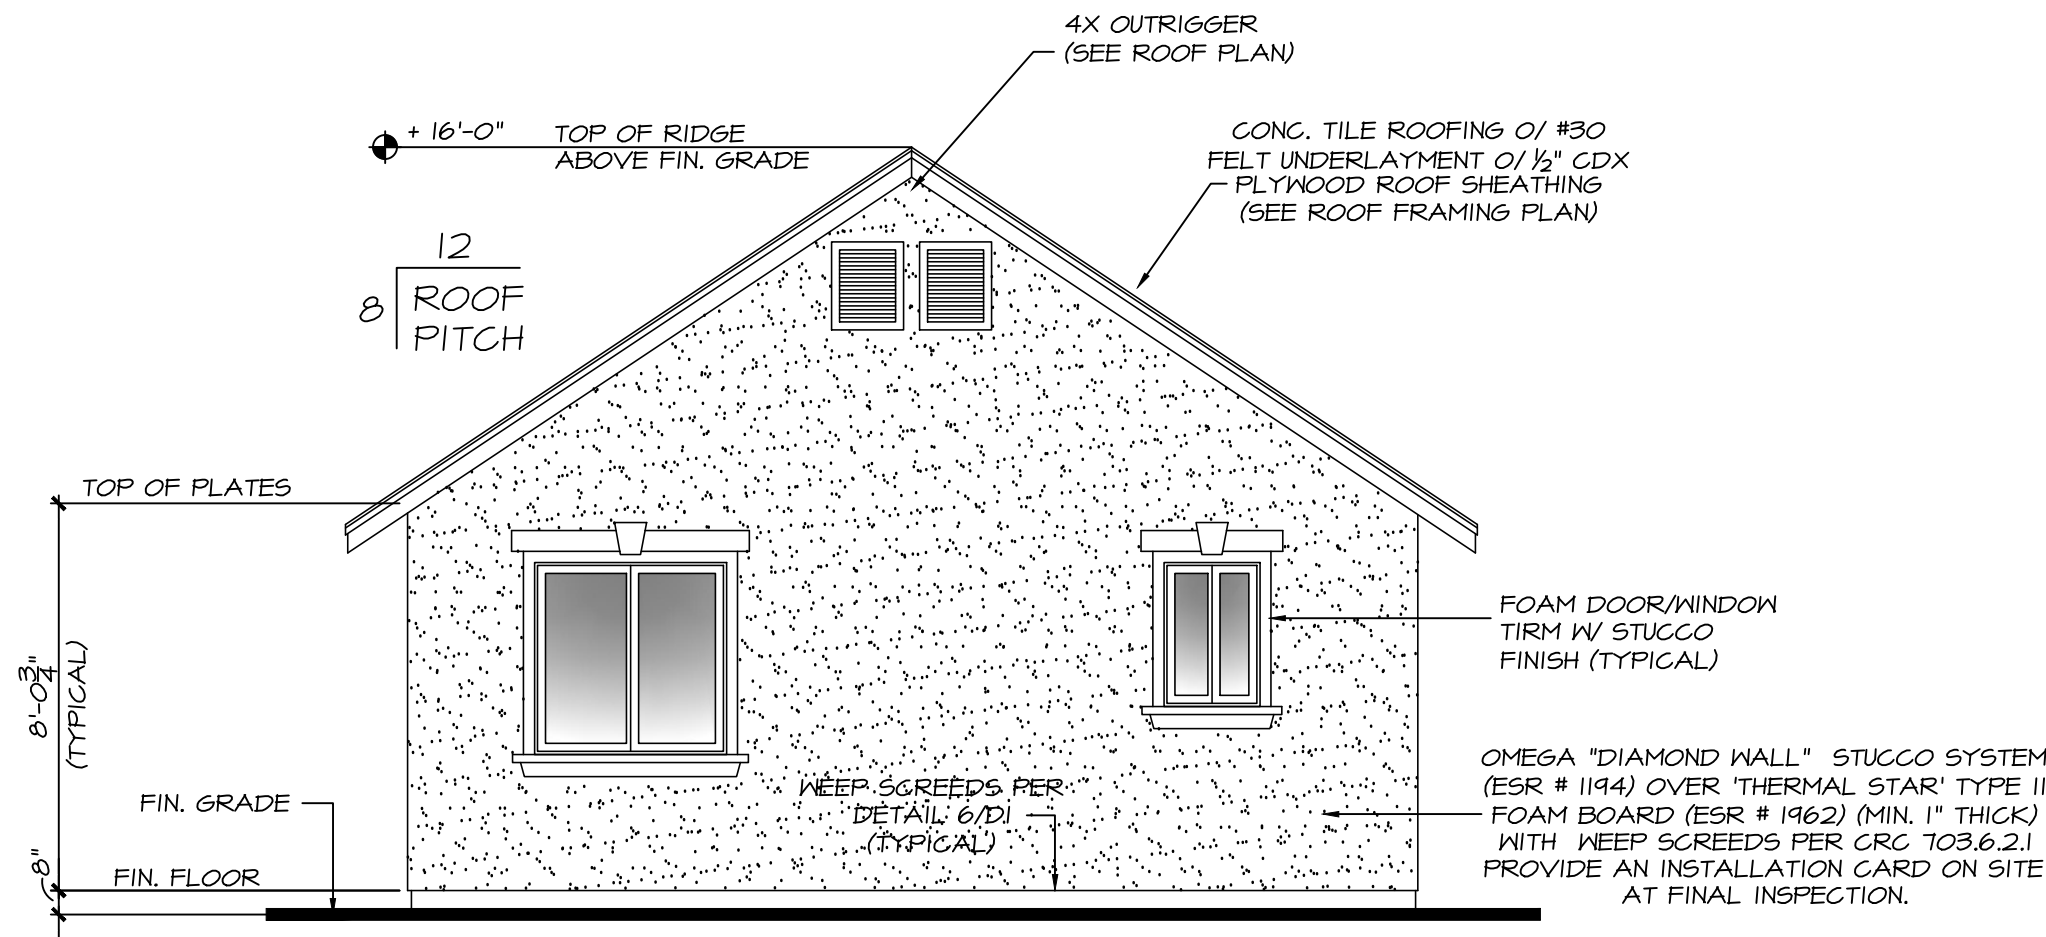 4X OUTRIGGER
(SEE ROOF PLAN)
+ 16'-0"
TOP OF RIDGE
ABOVE FIN. GRADE
CONC. TILE ROOFING O/ #30
FELT UNDERLAYMENT O/ 1/2" CDX
PLYWOOD ROOF SHEATHING
(SEE ROOF FRAMING PLAN)
12
8
ROOF
PITCH
TOP OF PLATES
8'-0 3/4"
(TYPICAL)
FOAM DOOR/WINDOW
TIRM W/ STUCCO
FINISH (TYPICAL)
OMEGA "DIAMOND WALL" STUCCO SYSTEM
(ESR # 1194) OVER 'THERMAL STAR' TYPE II
FOAM BOARD (ESR # 1962) (MIN. 1" THICK)
WITH WEEP SCREEDS PER CRC 703.6.2.1
PROVIDE AN INSTALLATION CARD ON SITE
AT FINAL INSPECTION.
WEEP SCREEDS PER
DETAIL 6/D.1
(TYPICAL)
FIN. GRADE
8"
FIN. FLOOR